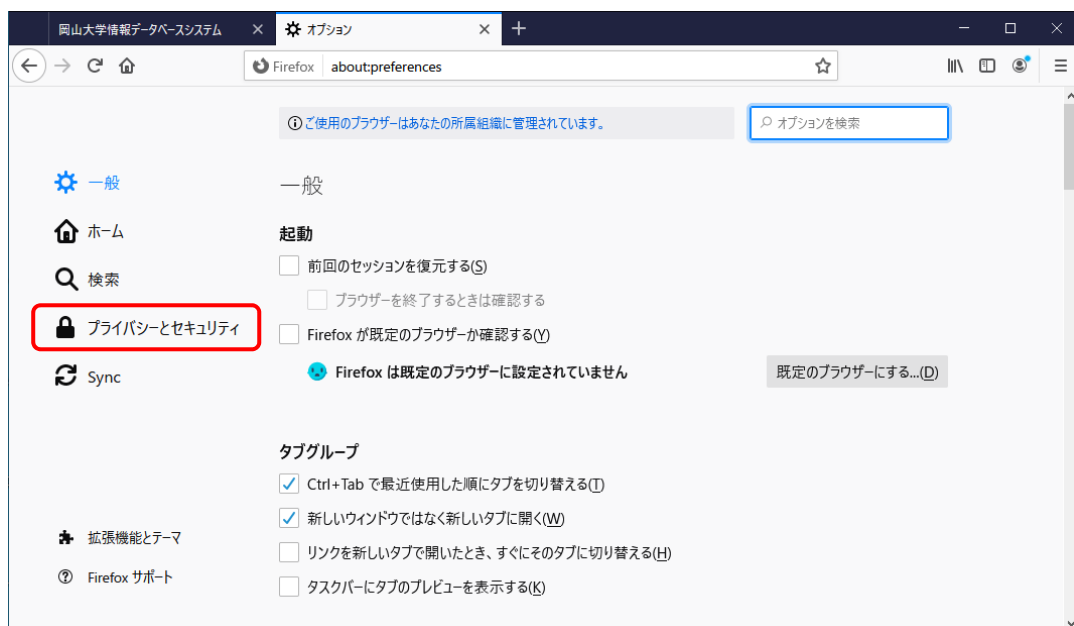 岡山大学情報データベースシステム
オプション
Firefox about:preferences
ご使用のブラウザーはあなたの所属組織に管理されています。
オプションを検索
一般
ホーム
検索
プライバシーとセキュリティ
Sync
拡張機能とテーマ
Firefox サポート
一般
起動
前回のセッションを復元する(S)
ブラウザーを終了するときは確認する
Firefox が既定のブラウザーか確認する(Y)
Firefox は既定のブラウザーに設定されていません
既定のブラウザーにする...(D)
タブグループ
Ctrl+Tab で最近使用した順にタブを切り替える(T)
新しいウィンドウではなく新しいタブに開く(W)
リンクを新しいタブで開いたとき、すぐにそのタブに切り替える(H)
タスクバーにタブのプレビューを表示する(K)